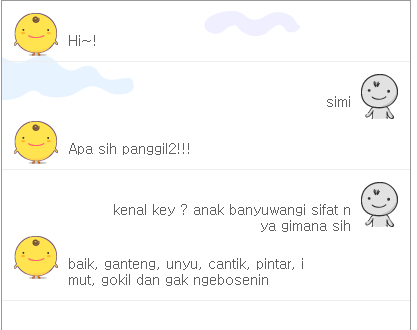 Hi~!
simi
Apa sih panggil2!!!
kenal key ? anak banyuwangi sifat n
ya gimana sih
baik, ganteng, unyu, cantik, pintar, i
mut, gokil dan gak ngebosenin